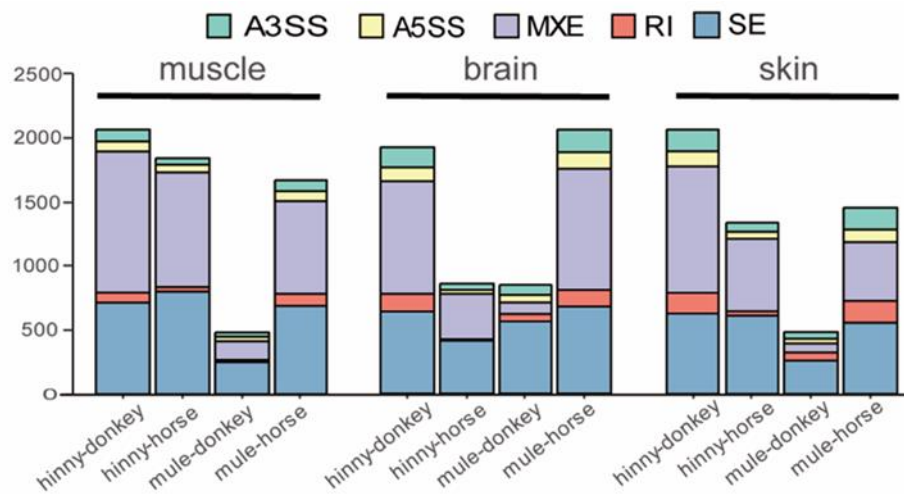 A3SS A5SS MXE RI SE
muscle brain skin
2500
2000
1500
1000
500
0
hinny-donkey hinny-horse mule-donkey mule-horse hinny-donkey hinny-horse mule-donkey mule-horse hinny-donkey hinny-horse mule-donkey mule-horse